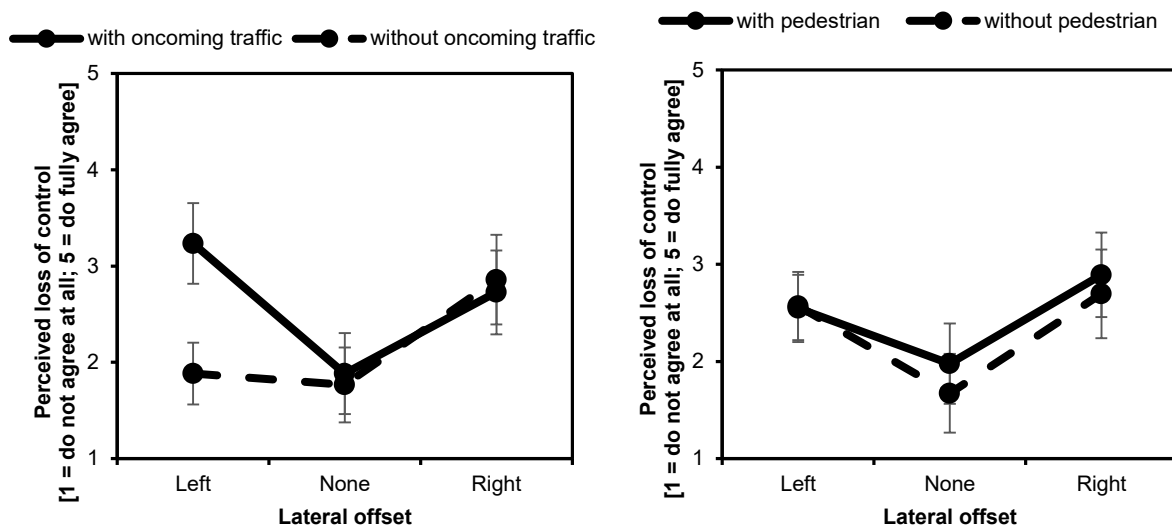 with oncoming traffic without oncoming traffic
Perceived loss of control
[1 = do not agree at all; 5 = do fully agree]
5
4
3
2
1
Left None Right
Lateral offset
with pedestrian without pedestrian
Perceived loss of control
[1 = do not agree at all; 5 = do fully agree]
5
4
3
2
1
Left None Right
Lateral offset